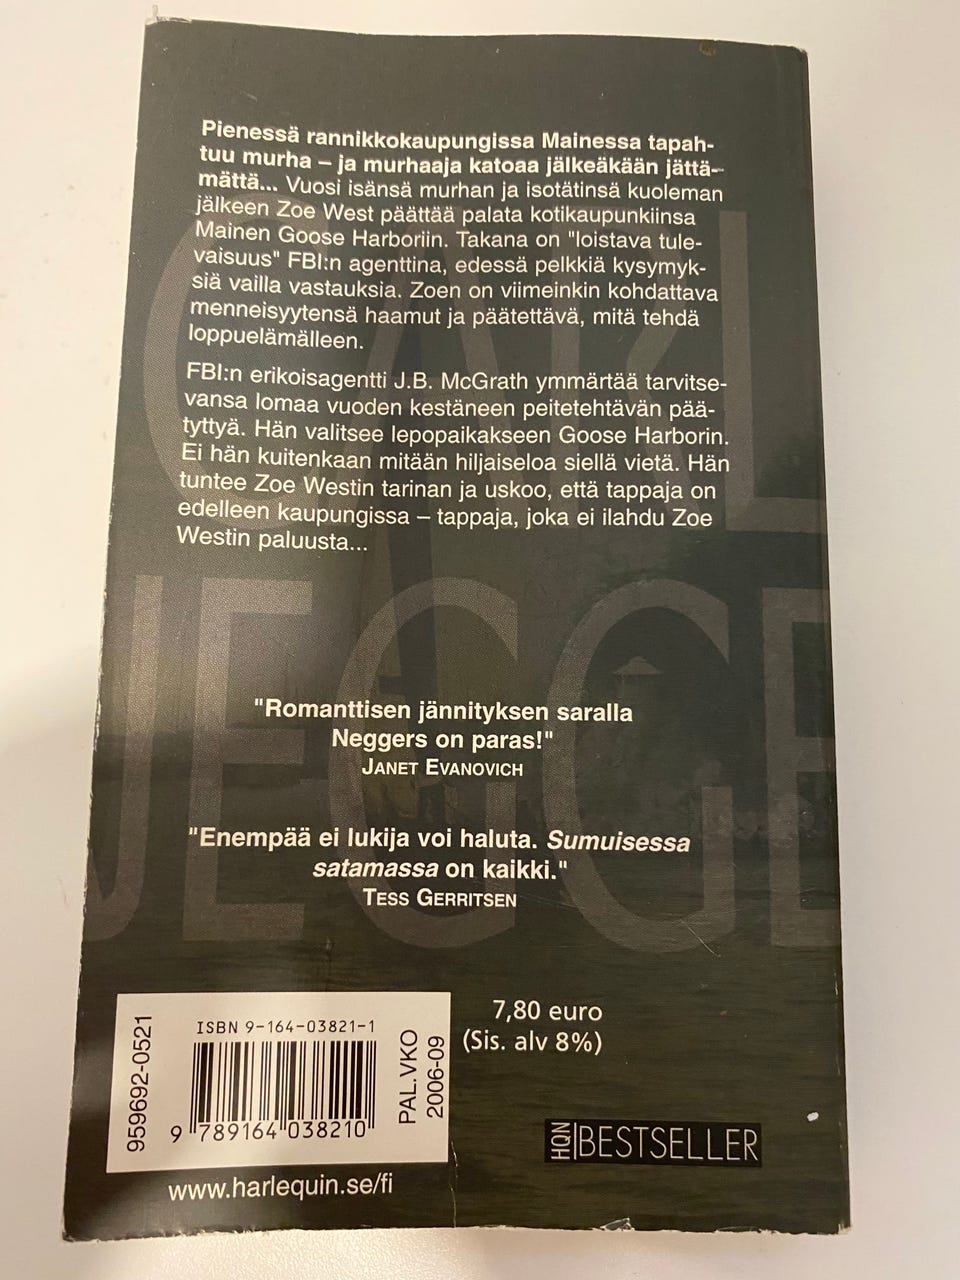 Pienessä rannikkokaupungissa Mainessa tapah-
tuu murha – ja murhaaja katoaa jälkeäkään jättä-
mättä... Vuosi isänsä murhan ja isotätinsä kuoleman
jälkeen Zoe West päättää palata kotikaupunkiinsa
Mainen Goose Harboriin. Takana on "loistava tule-
vaisuus" FBI:n agenttina, edessä pelkkiä kysymyk-
siä vailla vastauksia. Zoen on viimeinkin kohdattava
menneisyytensä haamut ja päätettävä, mitä tehdä
loppuelämälleen.
FBI:n erikoisagentti J.B. McGrath ymmärtää tarvitse-
vansa lomaa vuoden kestäneen peitetehtävän pää-
tyttyä. Hän valitsee lepopaikakseen Goose Harborin.
Ei hän kuitenkaan mitään hiljaiseloa siellä vietä. Hän
tuntee Zoe Westin tarinan ja uskoo, että tappaja on
edelleen kaupungissa – tappaja, joka ei ilahdu Zoe
Westin paluusta...
CARL
NEGGE
"Romanttisen jännityksen saralla
Neggers on paras!"
JANET EVANOVICH
"Enempää ei lukija voi haluta. Sumuisessa
satamassa on kaikki."
TESS GERRITSEN
7,80 euro
(Sis. alv 8%)
959692-0521
ISBN 9-164-03821-1
9 789164 038210
PAL.VKO
2006-09
www.harlequin.se/fi
HQN BESTSELLER